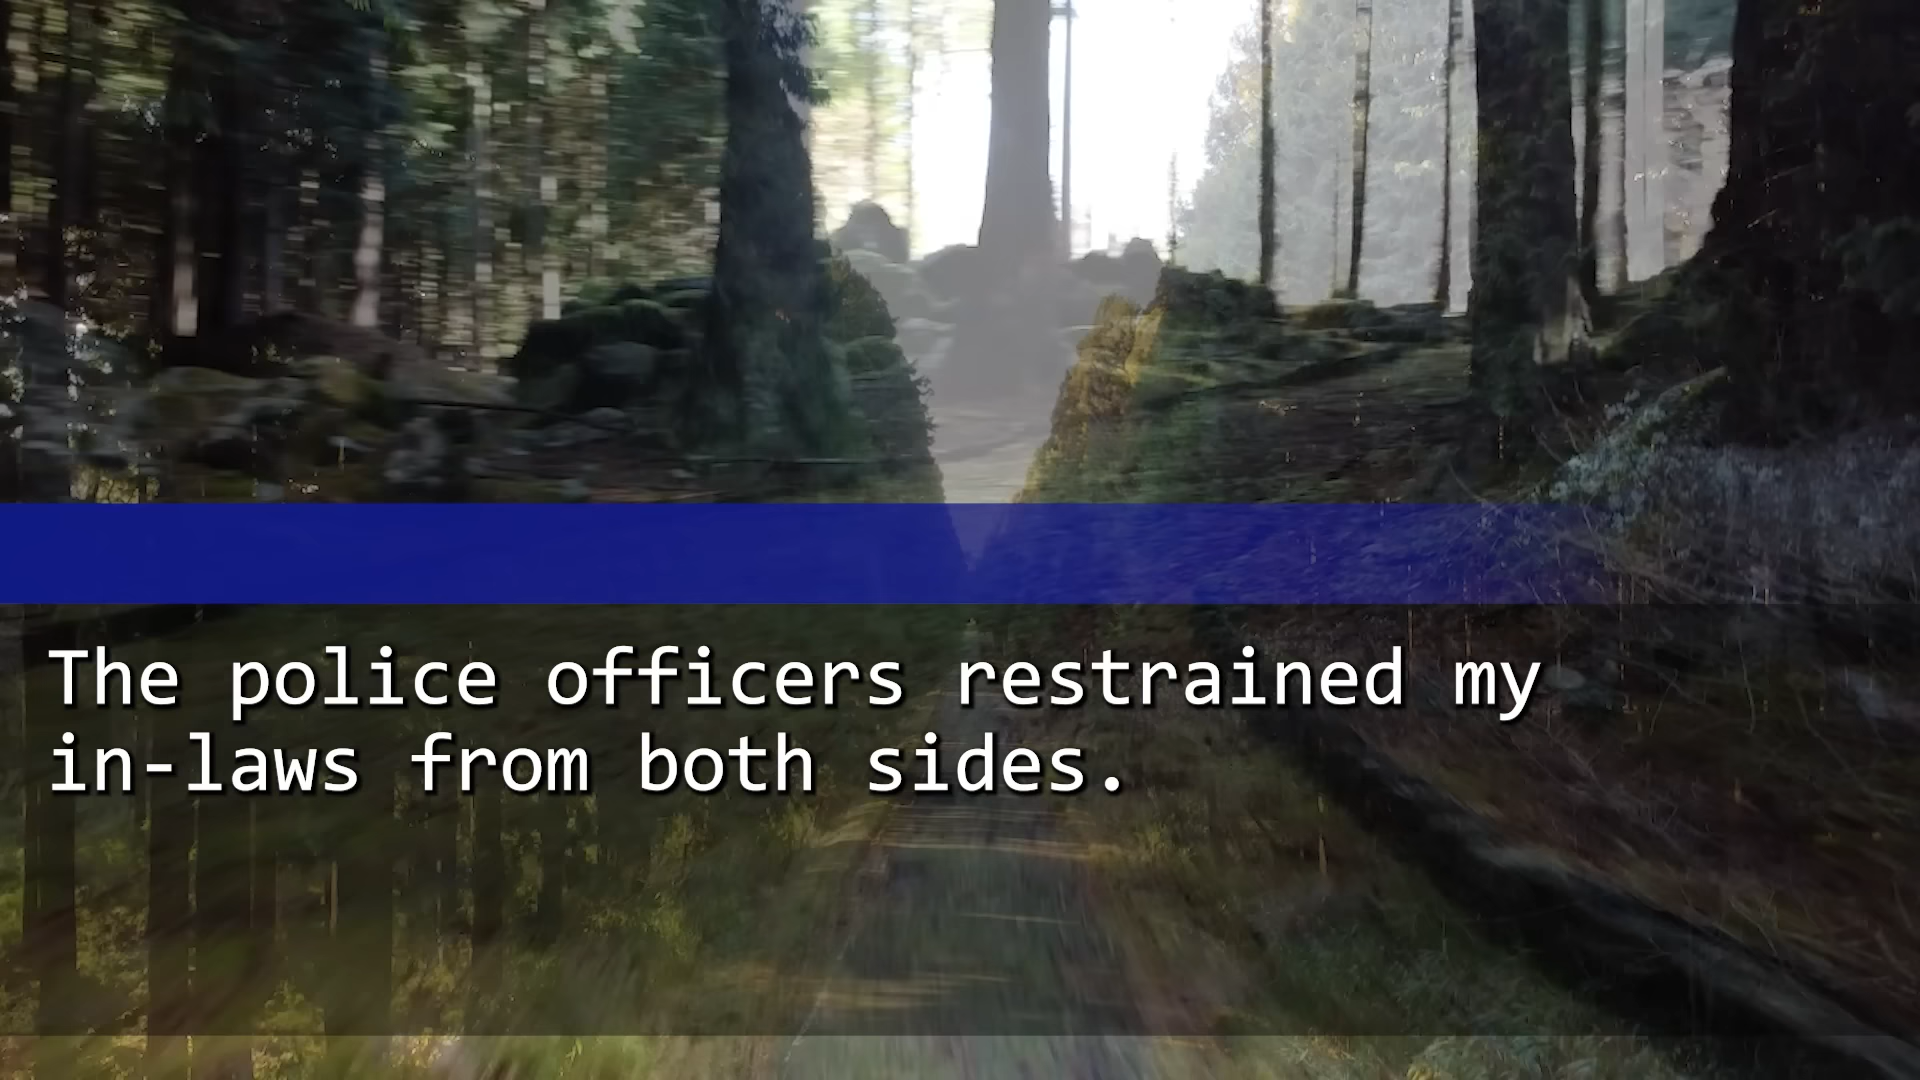 The police officers restrained my
in-laws from both sides.